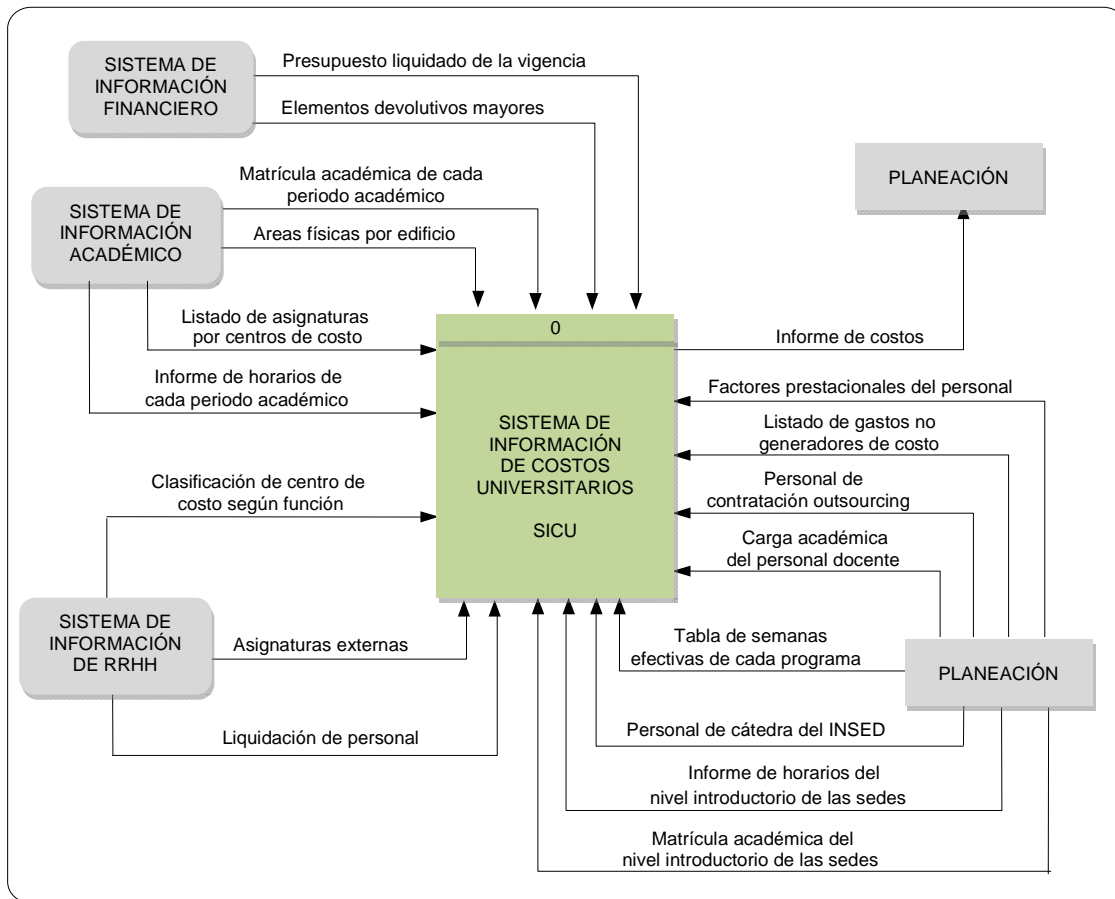 SISTEMA DE
INFORMACIÓN
FINANCIERO
Presupuesto liquidado de la vigencia
Elementos devolutivos mayores
SISTEMA DE
INFORMACIÓN
ACADÉMICO
Matrícula académica de cada
periodo académico
Areas físicas por edificio
Listado de asignaturas
por centros de costo
Informe de horarios de
cada periodo académico
PLANEACIÓN
0
SISTEMA DE
INFORMACIÓN
DE COSTOS
UNIVERSITARIOS
SICU
Informe de costos
Factores prestacionales del personal
Listado de gastos no
generadores de costo
Personal de
contratación outsourcing
Carga académica
del personal docente
Clasificación de centro de
costo según función
SISTEMA DE
INFORMACIÓN
DE RRHH
Asignaturas externas
Liquidación de personal
Tabla de semanas
efectivas de cada programa
PLANEACIÓN
Personal de cátedra del INSED
Informe de horarios del
nivel introductorio de las sedes
Matrícula académica del
nivel introductorio de las sedes